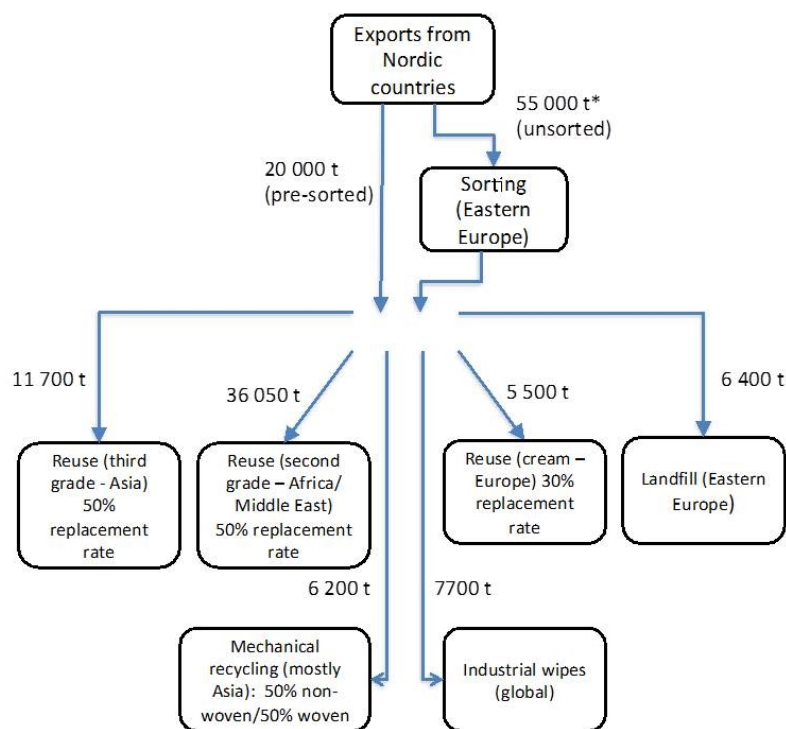 Exports from
Nordic
countries
55 000 t*
(unsorted)
20 000 t
(pre-sorted)
Sorting
(Eastern
Europe)
11 700 t
36 050 t
5 500 t
6 400 t
Reuse (third
grade - Asia)
50%
replacement
rate
Reuse (second
grade – Africa/
Middle East)
50% replacement
rate
Reuse (cream –
Europe) 30%
replacement
rate
Landfill (Eastern
Europe)
6 200 t
7700 t
Mechanical
recycling (mostly
Asia): 50% non-
woven/50% woven
Industrial wipes
(global)